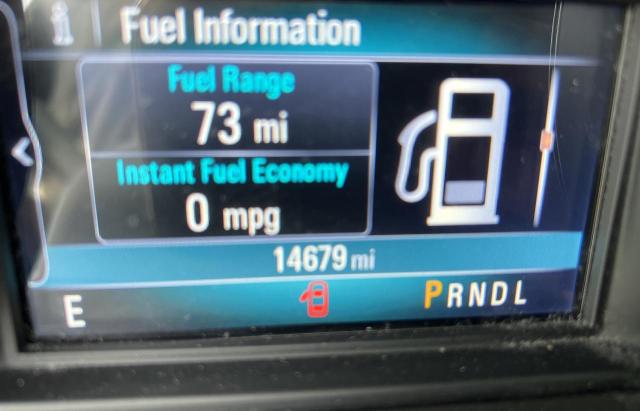 i Fuel Information
Fuel Range
73 mi
Instant Fuel Economy
0 mpg
14679 mi
E PRNDL